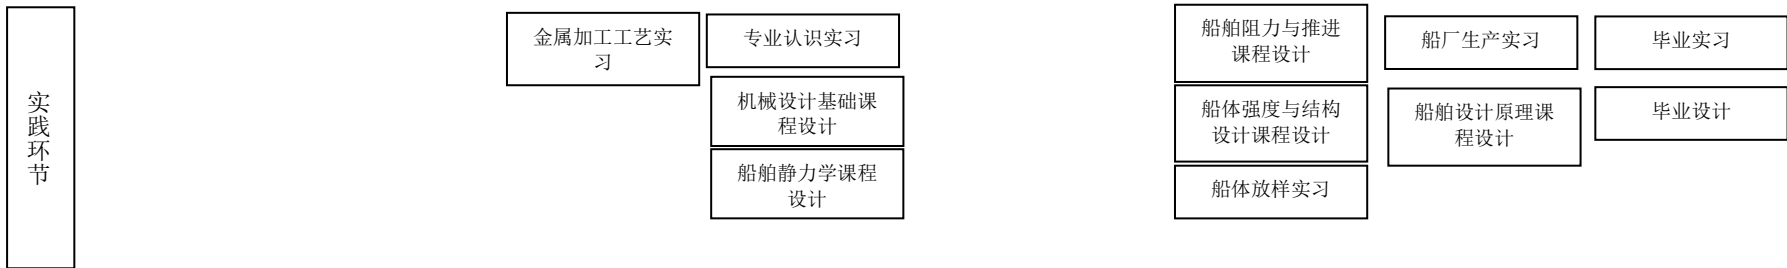 实践环节
金属加工工艺实
习
专业认识实习
机械设计基础课
程设计
船舶静力学课程
设计
船舶阻力与推进
课程设计
船体强度与结构
设计课程设计
船体放样实习
船厂生产实习
船舶设计原理课
程设计
毕业实习
毕业设计